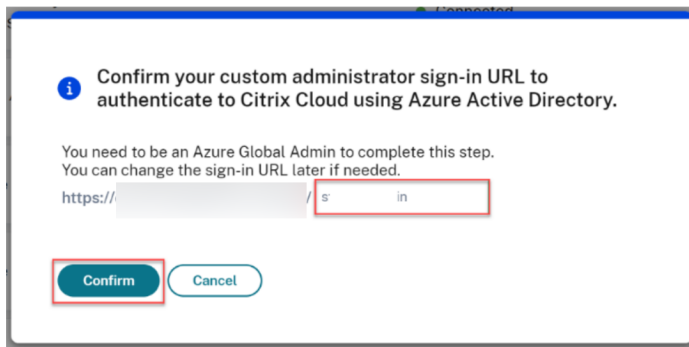 Connected
Confirm your custom administrator sign-in URL to
authenticate to Citrix Cloud using Azure Active Directory.
You need to be an Azure Global Admin to complete this step.
You can change the sign-in URL later if needed.
https:// /
Confirm
Cancel